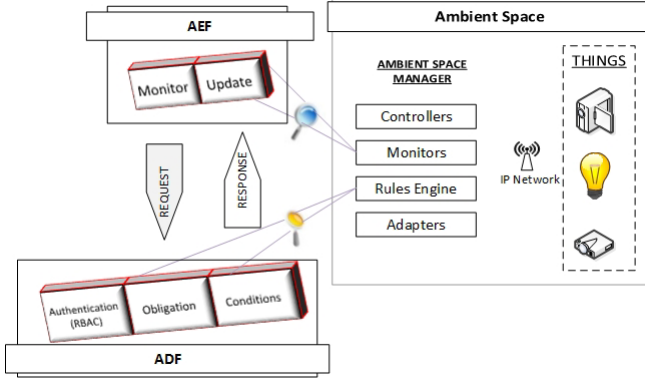 AEF
Monitor
Update
REQUEST
RESPONSE
Authentication
(RBAC)
Obligation
Conditions
ADF
Ambient Space
AMBIENT SPACE
MANAGER
Controllers
Monitors
Rules Engine
Adapters
IP Network
THINGS